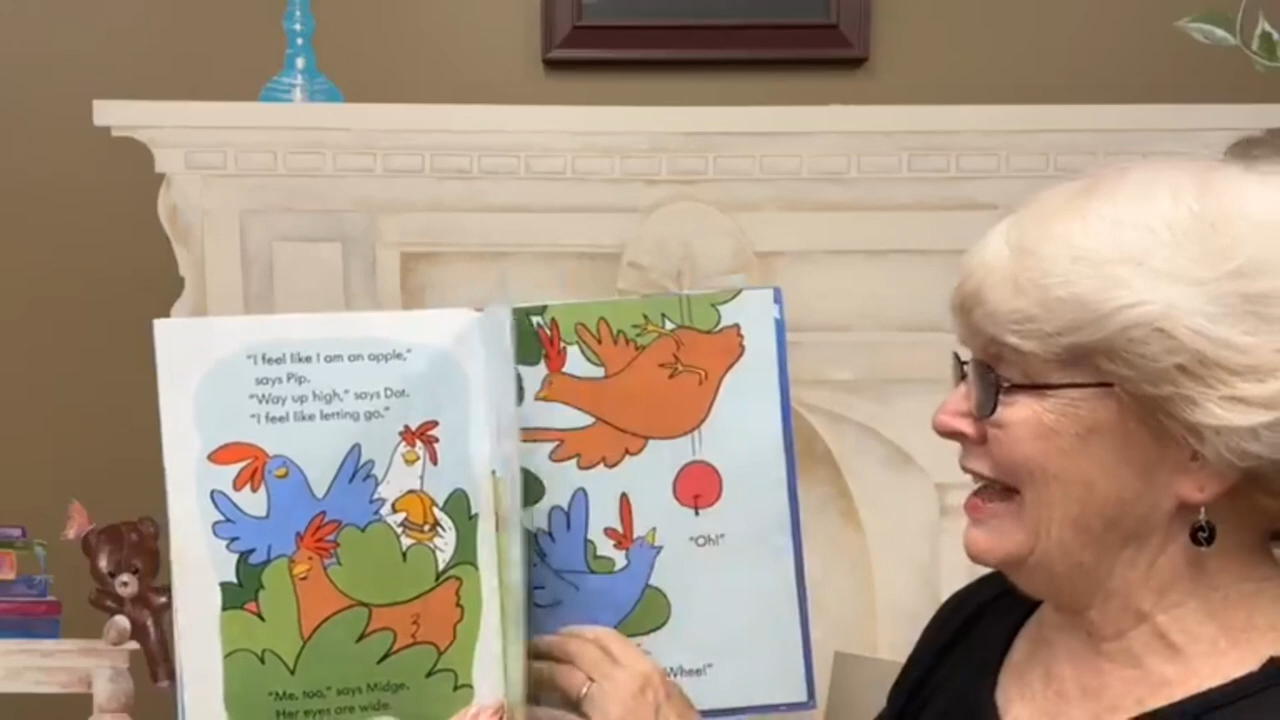 "I feel like I am an apple,"
says Pip.
"Way up high," says Dot.
"I feel like letting go."
"Me, too," says Midge.
Her eyes are wide.
"Oh!"
"Whee!"